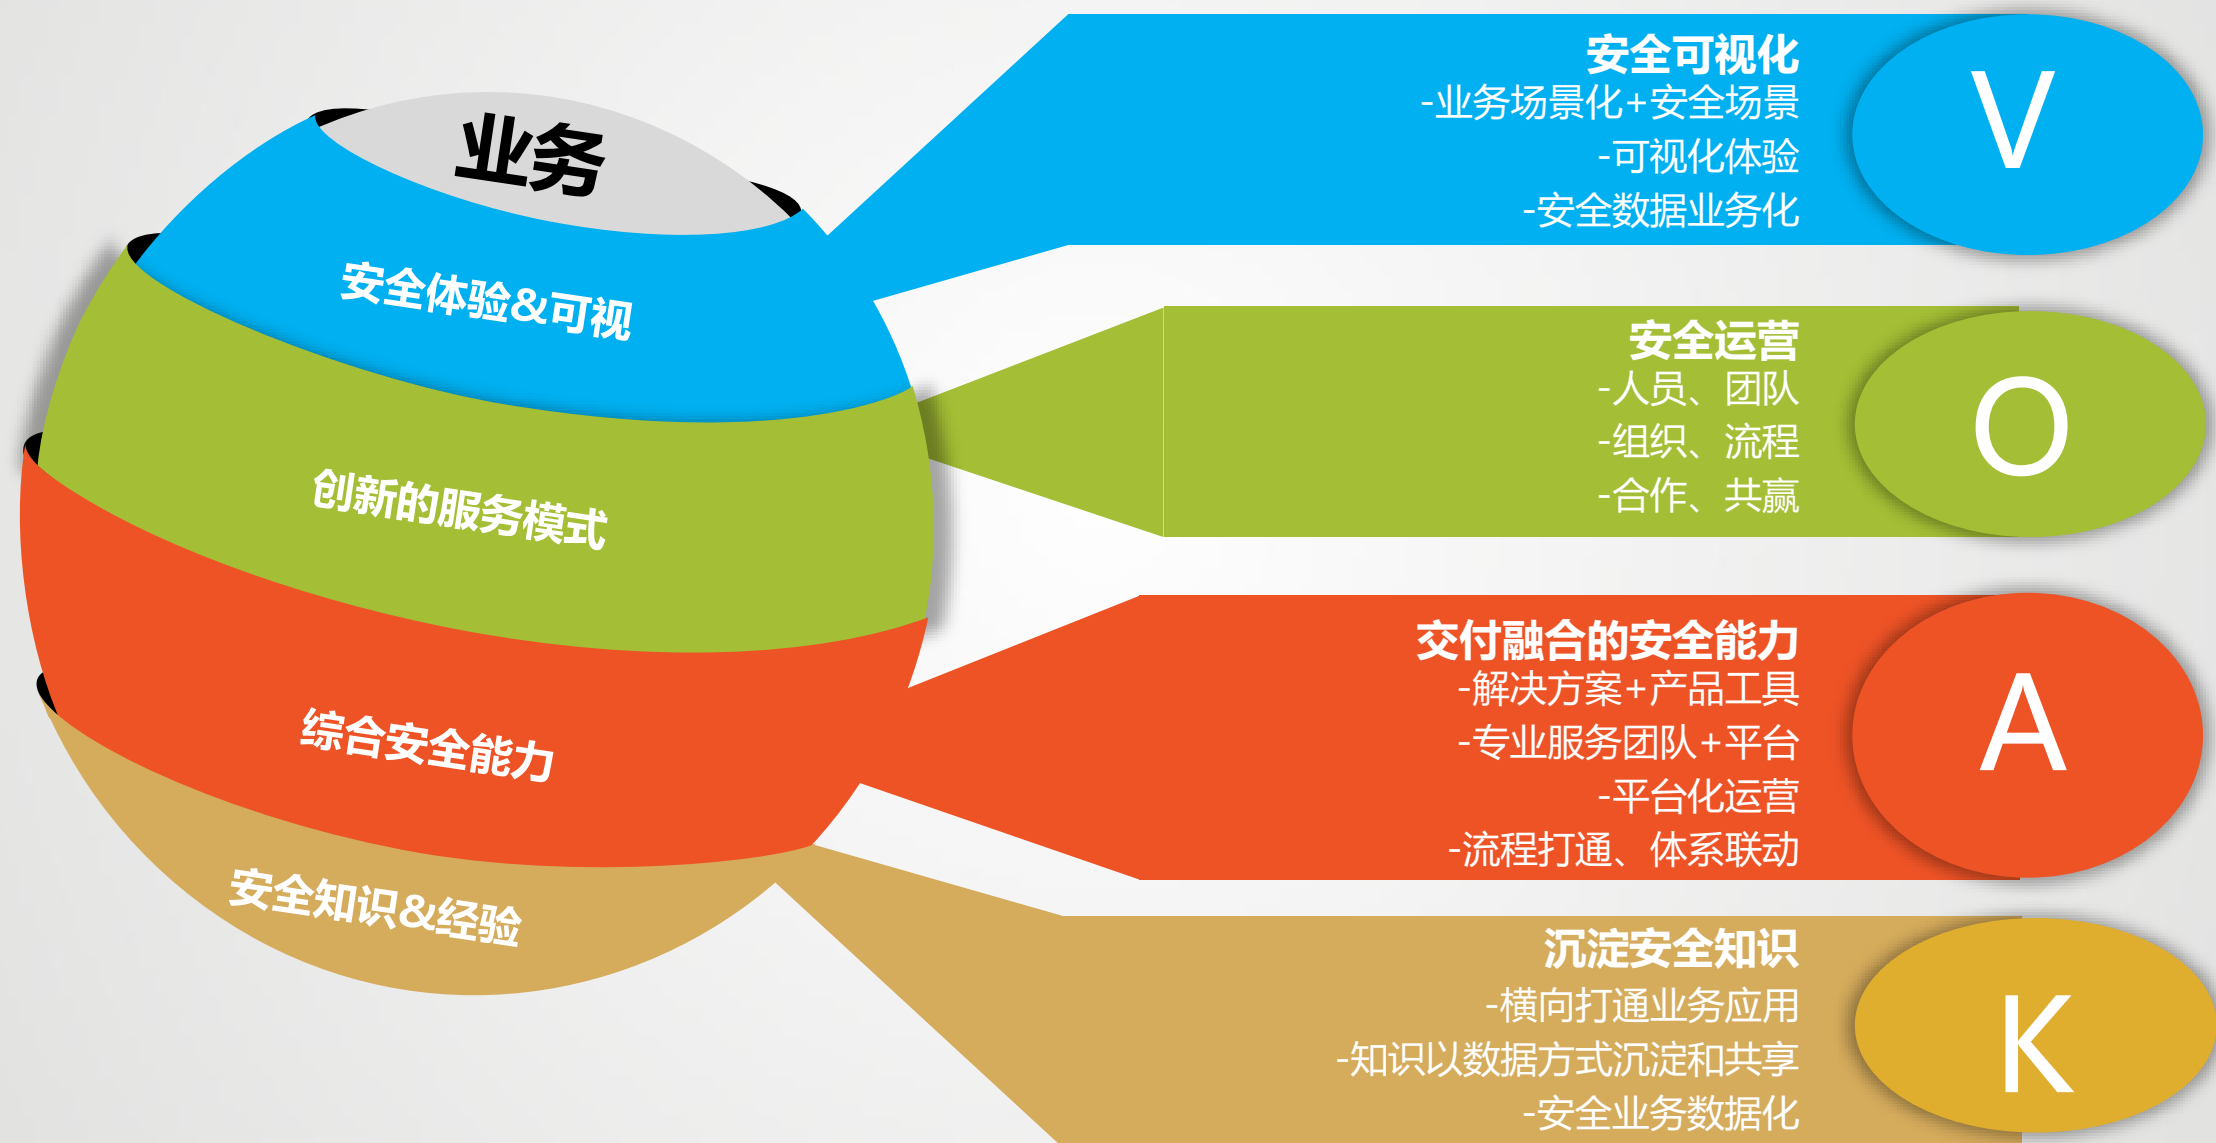 业务
安全体验&可视
创新的服务模式
综合安全能力
安全知识&经验
安全可视化
-业务场景化+安全场景
-可视化体验
-安全数据业务化
V
安全运营
-人员、团队
-组织、流程
-合作、共赢
O
交付融合的安全能力
-解决方案+产品工具
-专业服务团队+平台
-平台化运营
-流程打通、体系联动
A
沉淀安全知识
-横向打通业务应用
-知识以数据方式沉淀和共享
-安全业务数据化
K